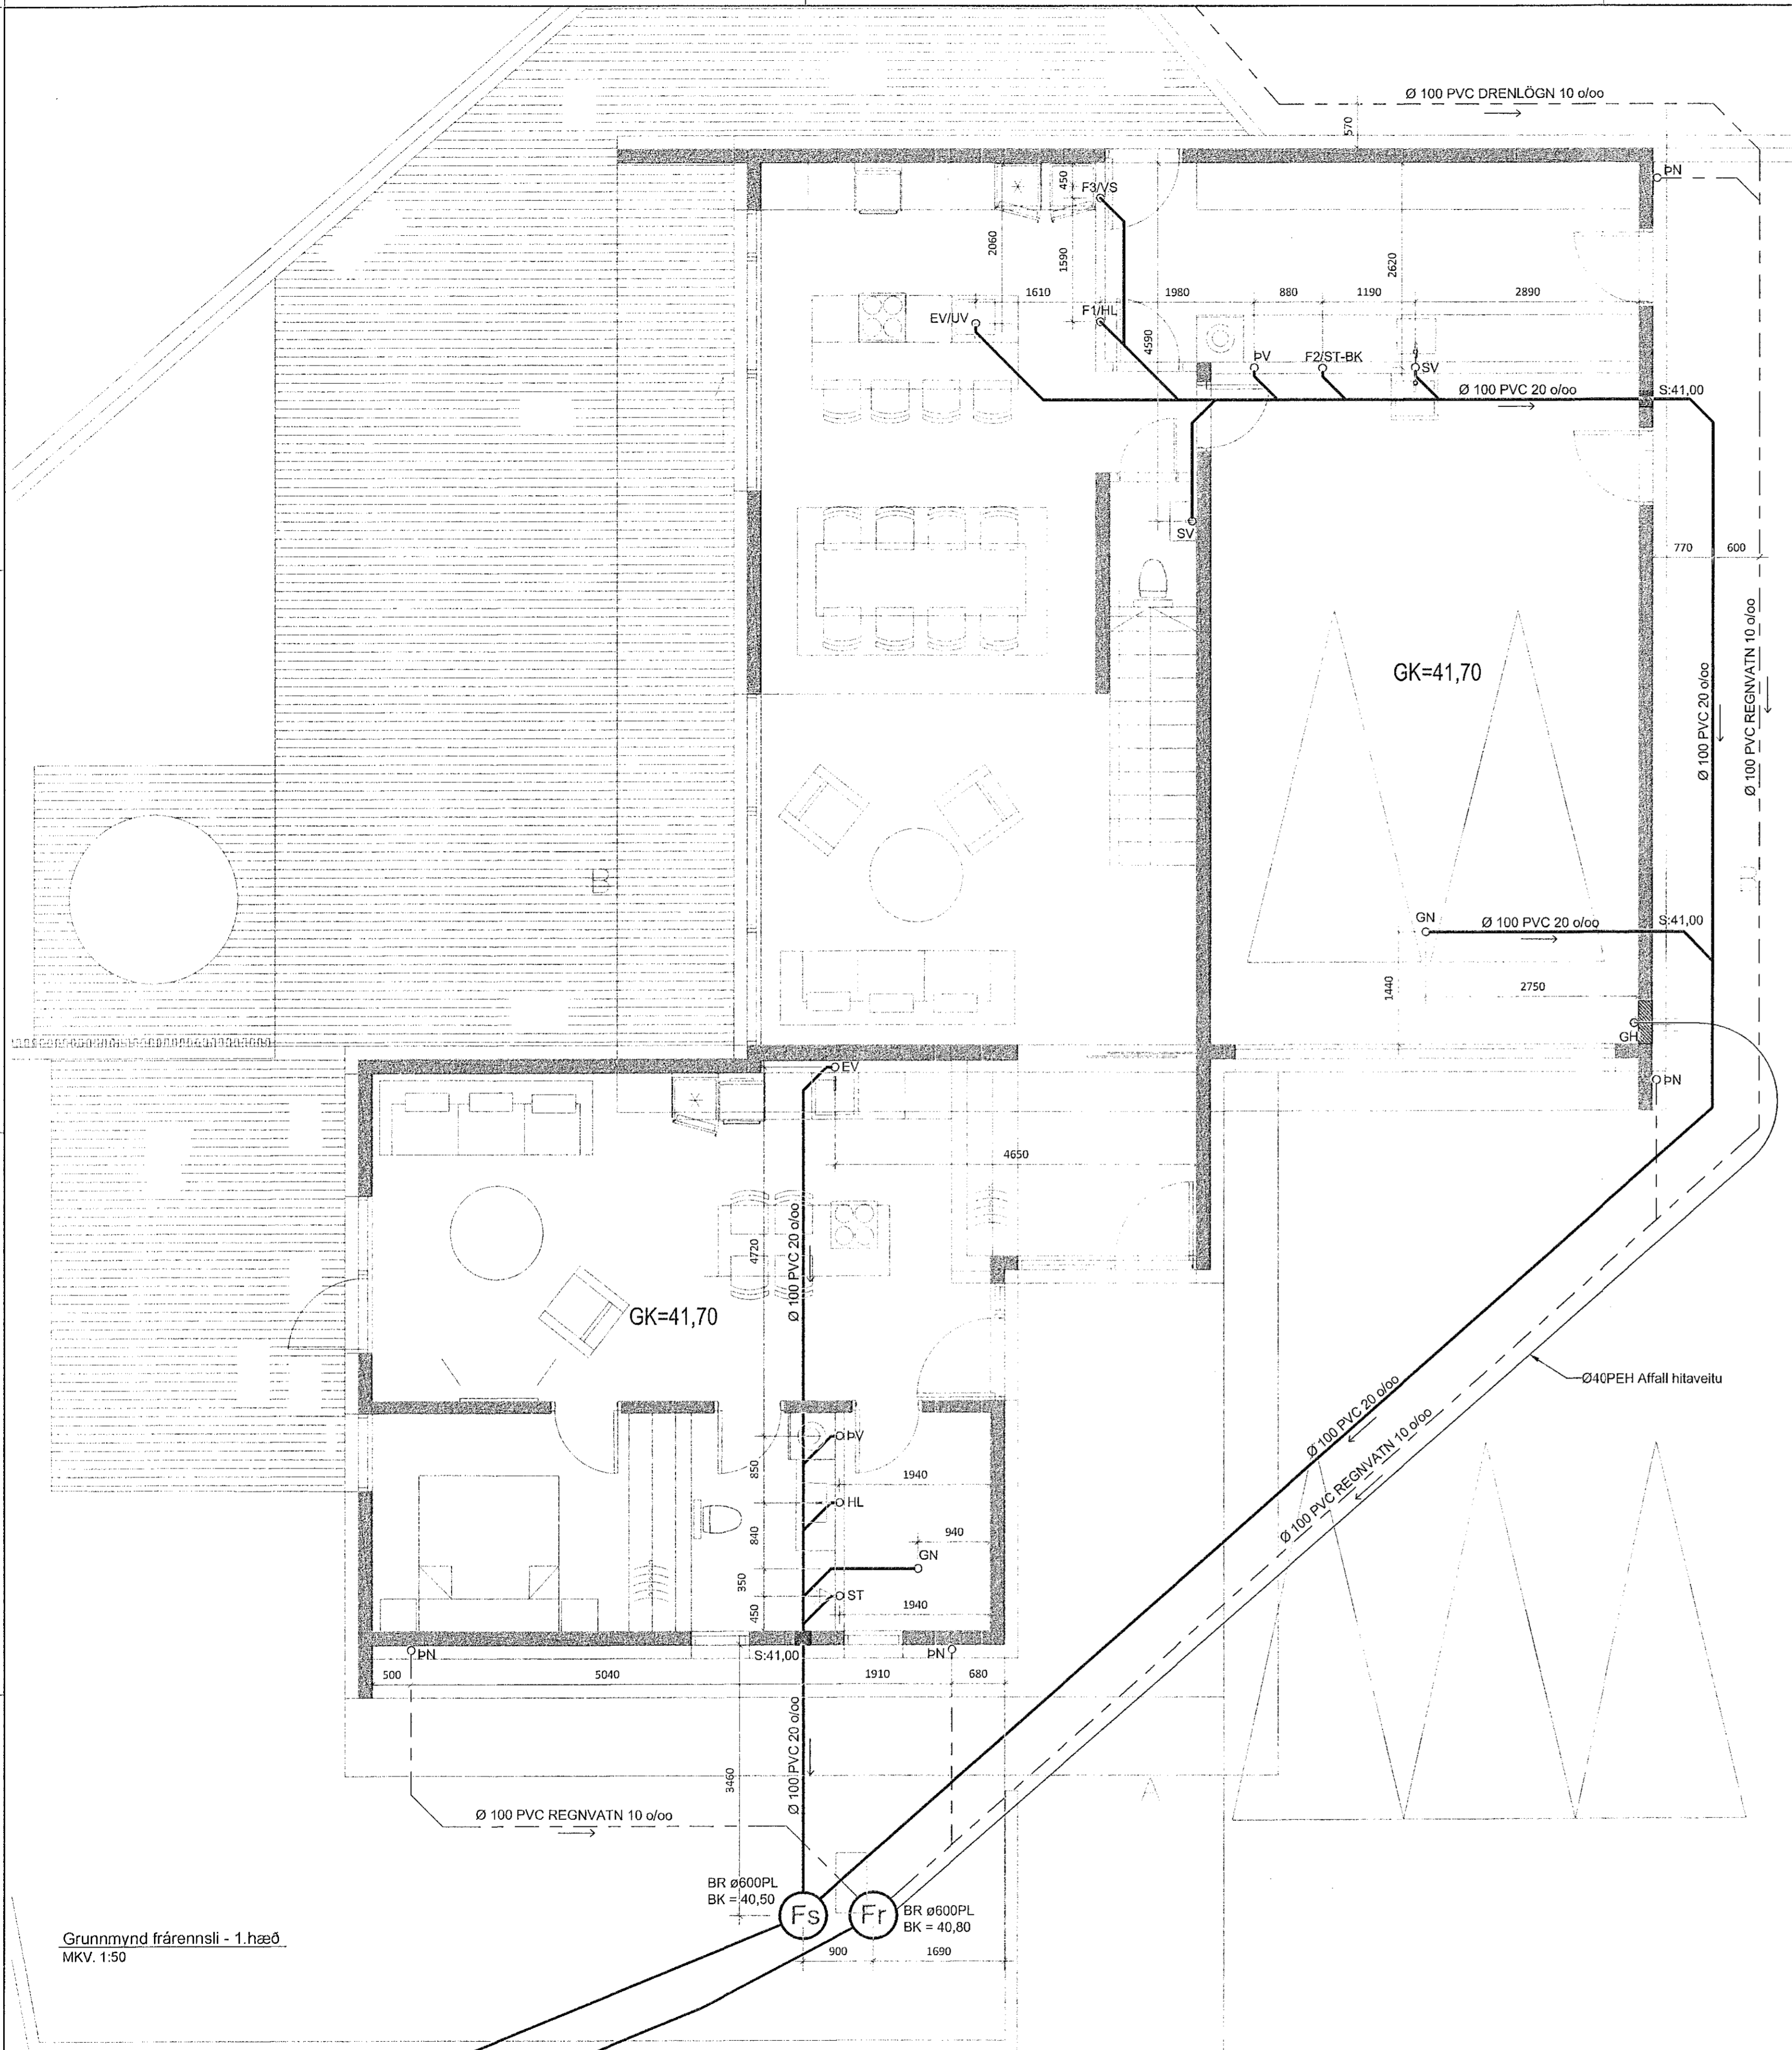 Ø 100 PVC DRENLÖGN 10 o/oo
570
ÞN
450
F3/VS
2060
1590
2620
1610
1980
880
1190
2890
EV/UV
F1/HL
4590
ÞV
F2/ST-BK
SV
Ø 100 PVC 20 o/oo
S:41,00
SV
770
600
Ø 100 PVC 20 o/oo
Ø 100 PVC REGNVATN 10 o/oo
GK=41,70
B
GN
Ø 100 PVC 20 o/oo
S:41,00
1440
2750
G
GH
EV
ÞN
4650
4720
Ø 100 PVC 20 o/oo
GK=41,70
Ø40PEH Affall hitaveitu
Ø 100 PVC 20 o/oo
Ø 100 PVC REGNVATN 10 o/oo
ÞV
850
1940
HL
840
940
GN
350
ST
450
1940
ÞN
S:41,00
ÞN
500
5040
1910
680
Ø 100 PVC 20 o/oo
3460
A
Ø 100 PVC REGNVATN 10 o/oo
BR ø600PL
BK = 40,50
Fs
Fr
BR ø600PL
BK = 40,80
900
1690
Grunnmynd frárennsli - 1.hæð
MKV. 1:50